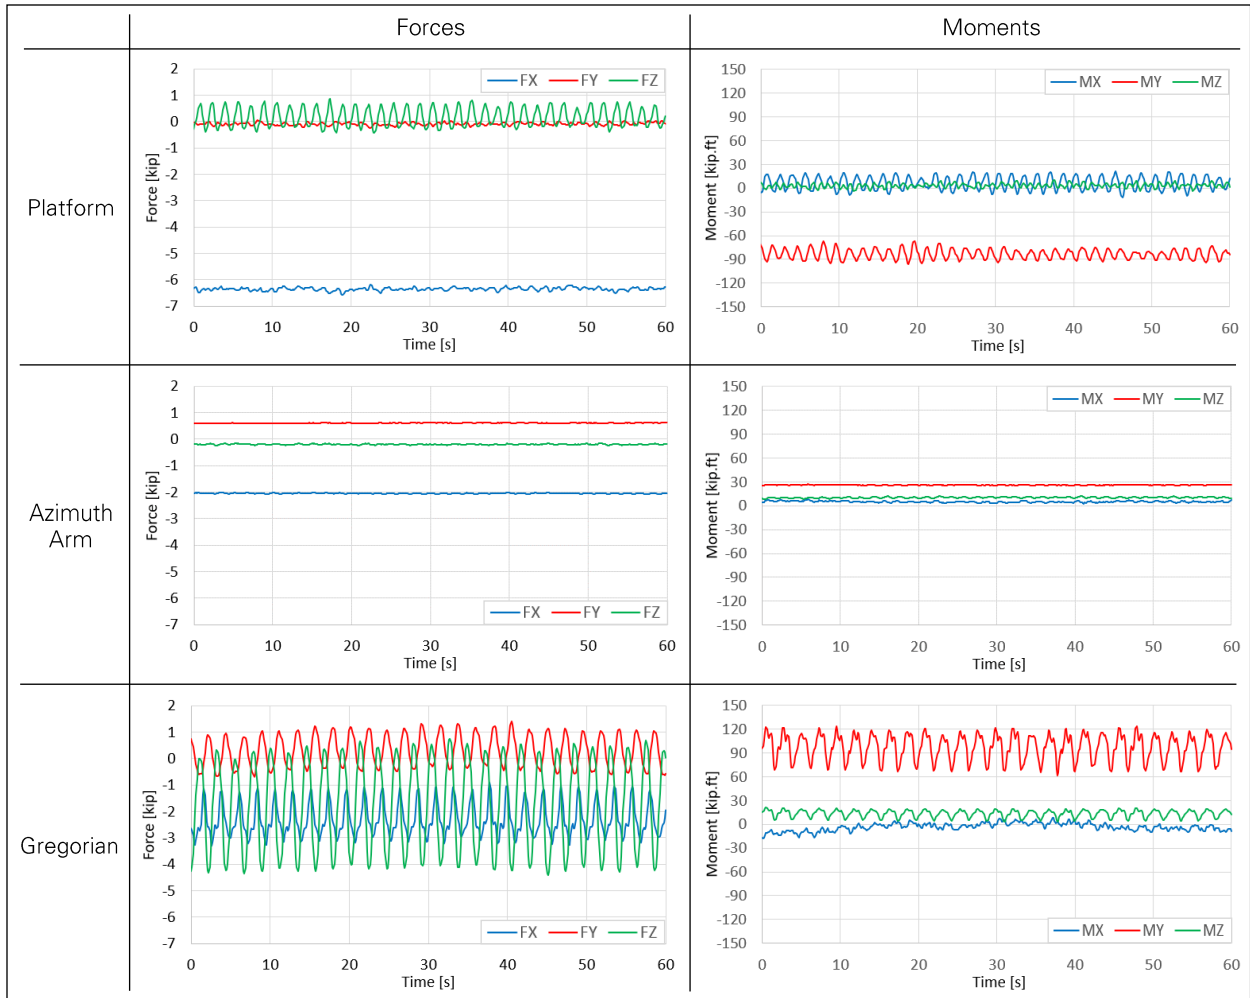 Forces Moments
Platform
FX FY FZ
2
1
0
-1
-2
-3
-4
-5
-6
-7
Force [kip]
0 10 20 30 40 50 60
Time [s]
MX MY MZ
150
120
90
60
30
0
-30
-60
-90
-120
-150
Moment [kip.ft]
0 10 20 30 40 50 60
Time [s]
Azimuth
Arm
2
1
0
-1
-2
-3
-4
-5
-6
-7
Force [kip]
FX FY FZ
0 10 20 30 40 50 60
Time [s]
MX MY MZ
150
120
90
60
30
0
-30
-60
-90
-120
-150
Moment [kip.ft]
0 10 20 30 40 50 60
Time [s]
Gregorian
2
1
0
-1
-2
-3
-4
-5
-6
-7
Force [kip]
FX FY FZ
0 10 20 30 40 50 60
Time [s]
150
120
90
60
30
0
-30
-60
-90
-120
-150
Moment [kip.ft]
MX MY MZ
0 10 20 30 40 50 60
Time [s]